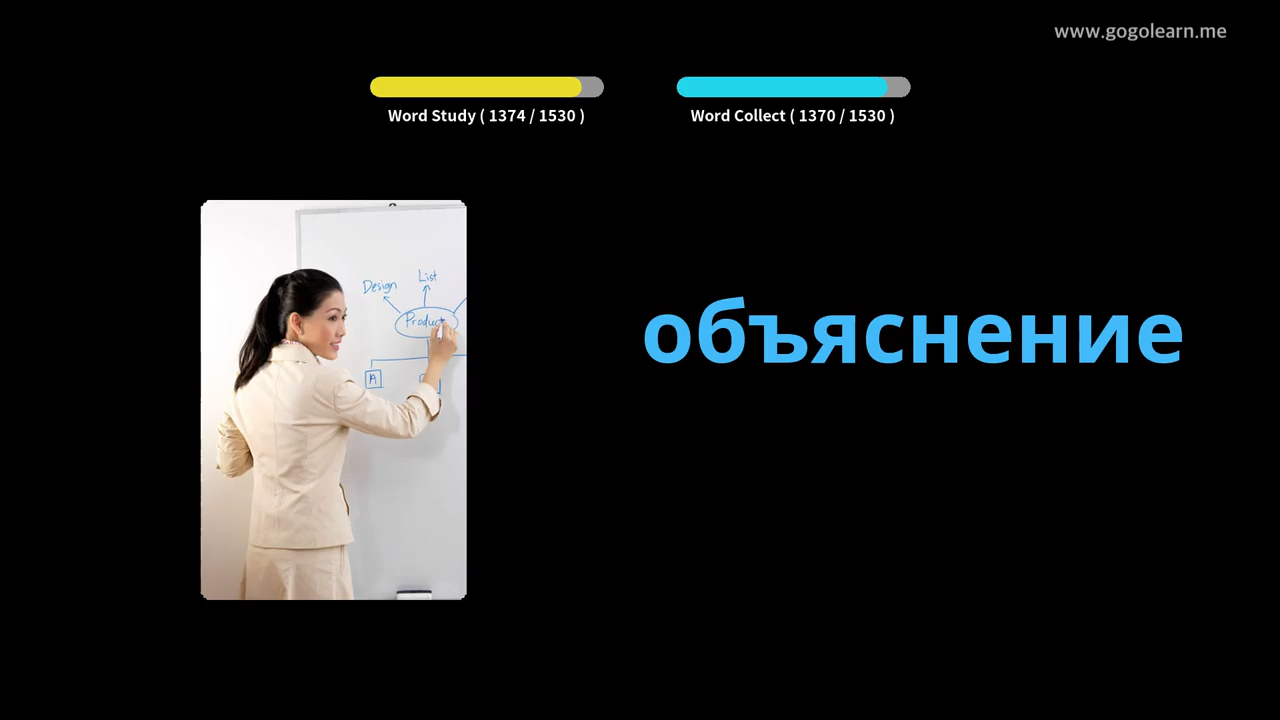 www.gogolearn.me
Word Study ( 1374 / 1530 )
Word Collect ( 1370 / 1530 )
List
Design
Product
объяснение
A